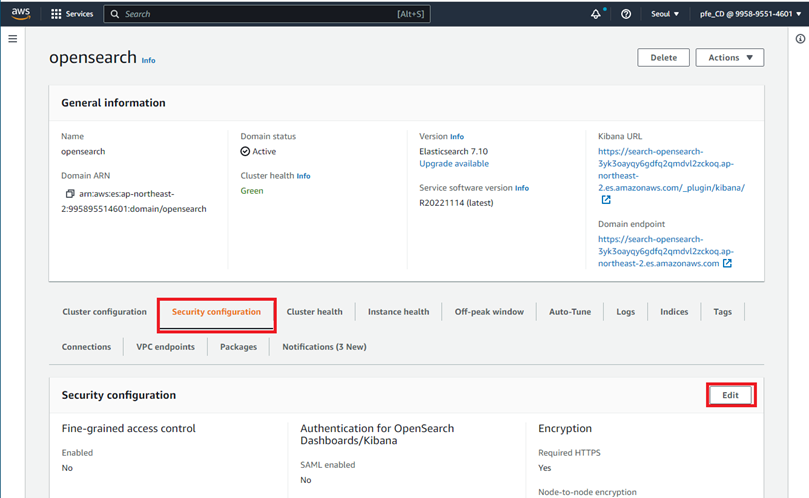 aws
Services
Search
[Alt+S]
Seoul ▼
pfe_CD @ 9958-9551-4601 ▼
opensearch Info
Delete
Actions ▼
General information
Name
opensearch
Domain ARN
arn:aws:es:ap-northeast-
2:995895514601:domain/opensearch
Domain status
Active
Cluster health Info
Green
Version Info
Elasticsearch 7.10
Upgrade available
Service software version Info
R20221114 (latest)
Kibana URL
https://search-opensearch-
3yk3oayqy6gdfq2qmdvl2zckoq.ap-
northeast-
2.es.amazonaws.com/_plugin/kibana/
Domain endpoint
https://search-opensearch-
3yk3oayqy6gdfq2qmdvl2zckoq.ap-
northeast-2.es.amazonaws.com
Cluster configuration
Security configuration
Cluster health
Instance health
Off-peak window
Auto-Tune
Logs
Indices
Tags
Connections
VPC endpoints
Packages
Notifications (3 New)
Security configuration
Edit
Fine-grained access control
Enabled
No
Authentication for OpenSearch
Dashboards/Kibana
SAML enabled
No
Encryption
Required HTTPS
Yes
Node-to-node encryption